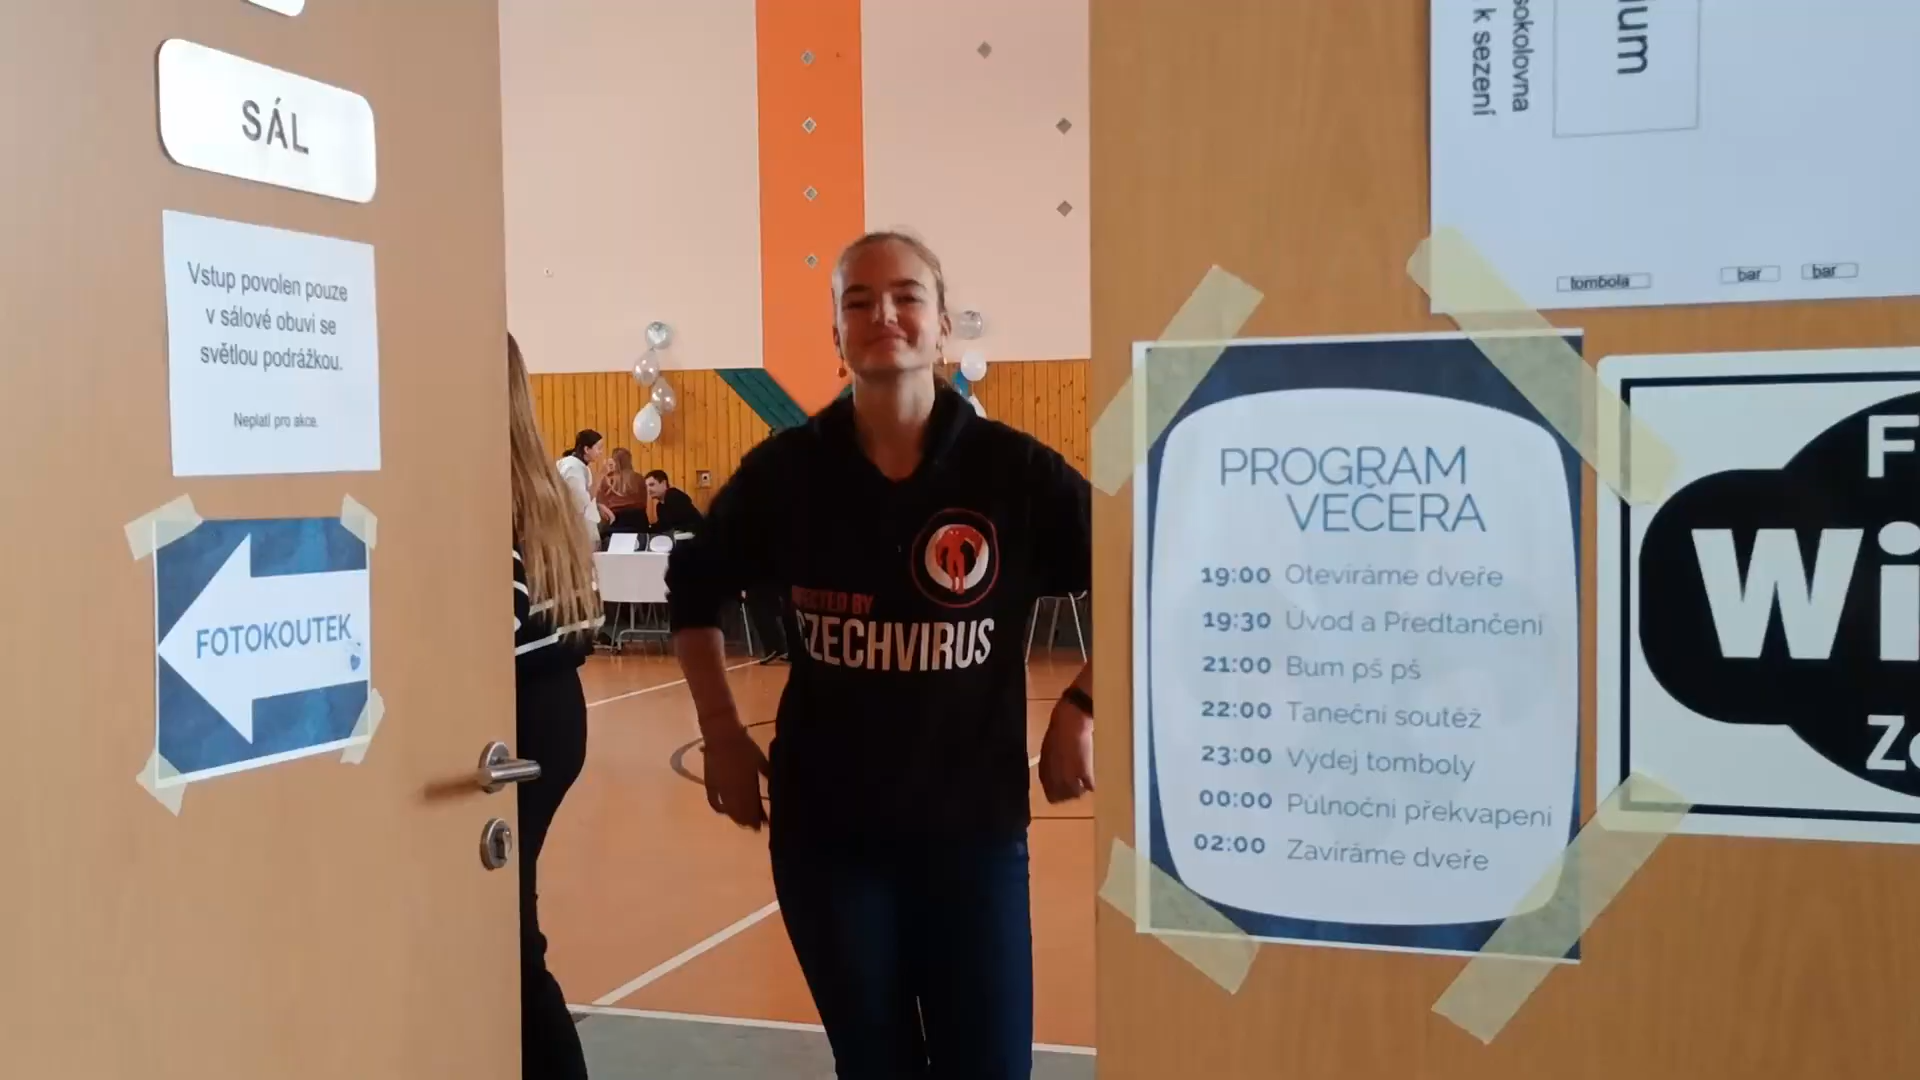 SÁL
Vstup povolen pouze
v sálové obuvi se
světlou podrážkou.
Neplatí pro akce.
FOTOKOUTEK
BY
CZECHVIRUS
sokolovna
k sezení
tombola
bar
bar
PROGRAM
VEČERA
19:00 Otevíráme dveře
19:30 Úvod a Předtančení
21:00 Bum pš pš
22:00 Taneční soutěž
23:00 Výdej tomboly
00:00 Půlnoční překvapení
02:00 Zavíráme dveře